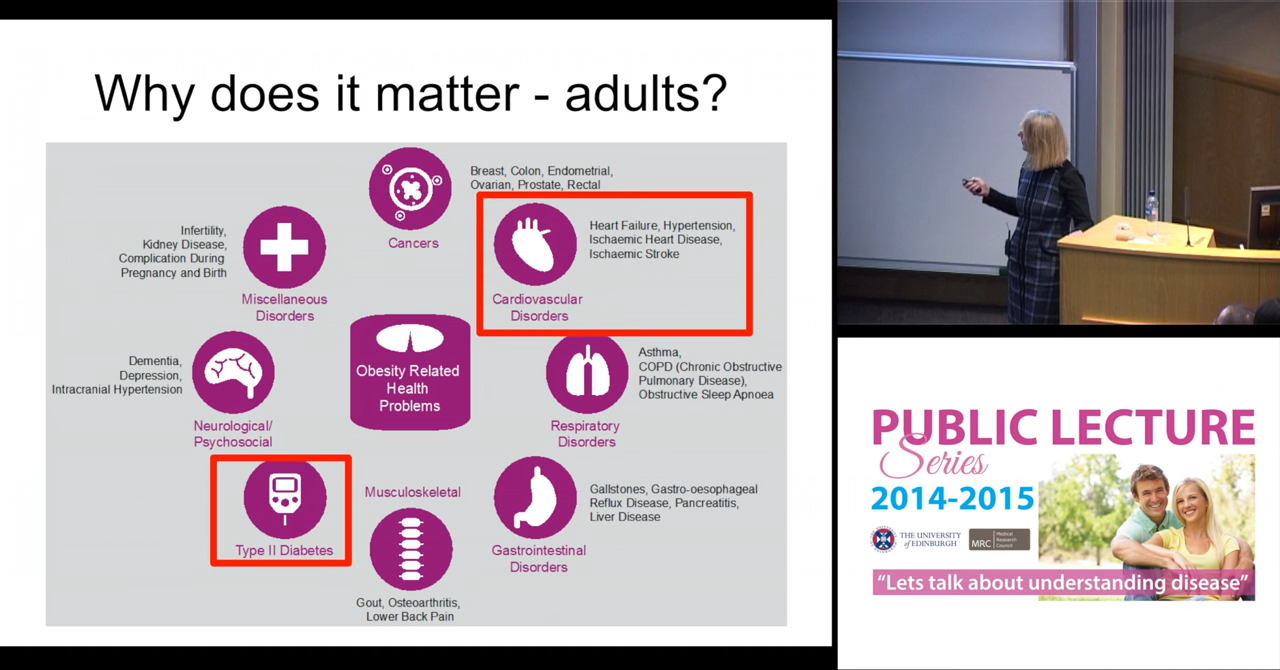 Why does it matter - adults?
Breast, Colon, Endometrial,
Ovarian, Prostate, Rectal
Cancers
Heart Failure, Hypertension,
Ischaemic Heart Disease,
Ischaemic Stroke
Cardiovascular
Disorders
Infertility,
Kidney Disease,
Complication During
Pregnancy and Birth
Miscellaneous
Disorders
Obesity Related
Health
Problems
Asthma,
COPD (Chronic Obstructive
Pulmonary Disease),
Obstructive Sleep Apnoea
Respiratory
Disorders
Dementia,
Depression,
Intracranial Hypertension
Neurological/
Psychosocial
Type II Diabetes
Musculoskeletal
Gout, Osteoarthritis,
Lower Back Pain
Gallstones, Gastro-oesophageal
Reflux Disease, Pancreatitis,
Liver Disease
Gastrointestinal
Disorders
PUBLIC LECTURE
Series
2014-2015
THE UNIVERSITY
of EDINBURGH
MRC
Medical
Research
Council
“Lets talk about understanding disease”